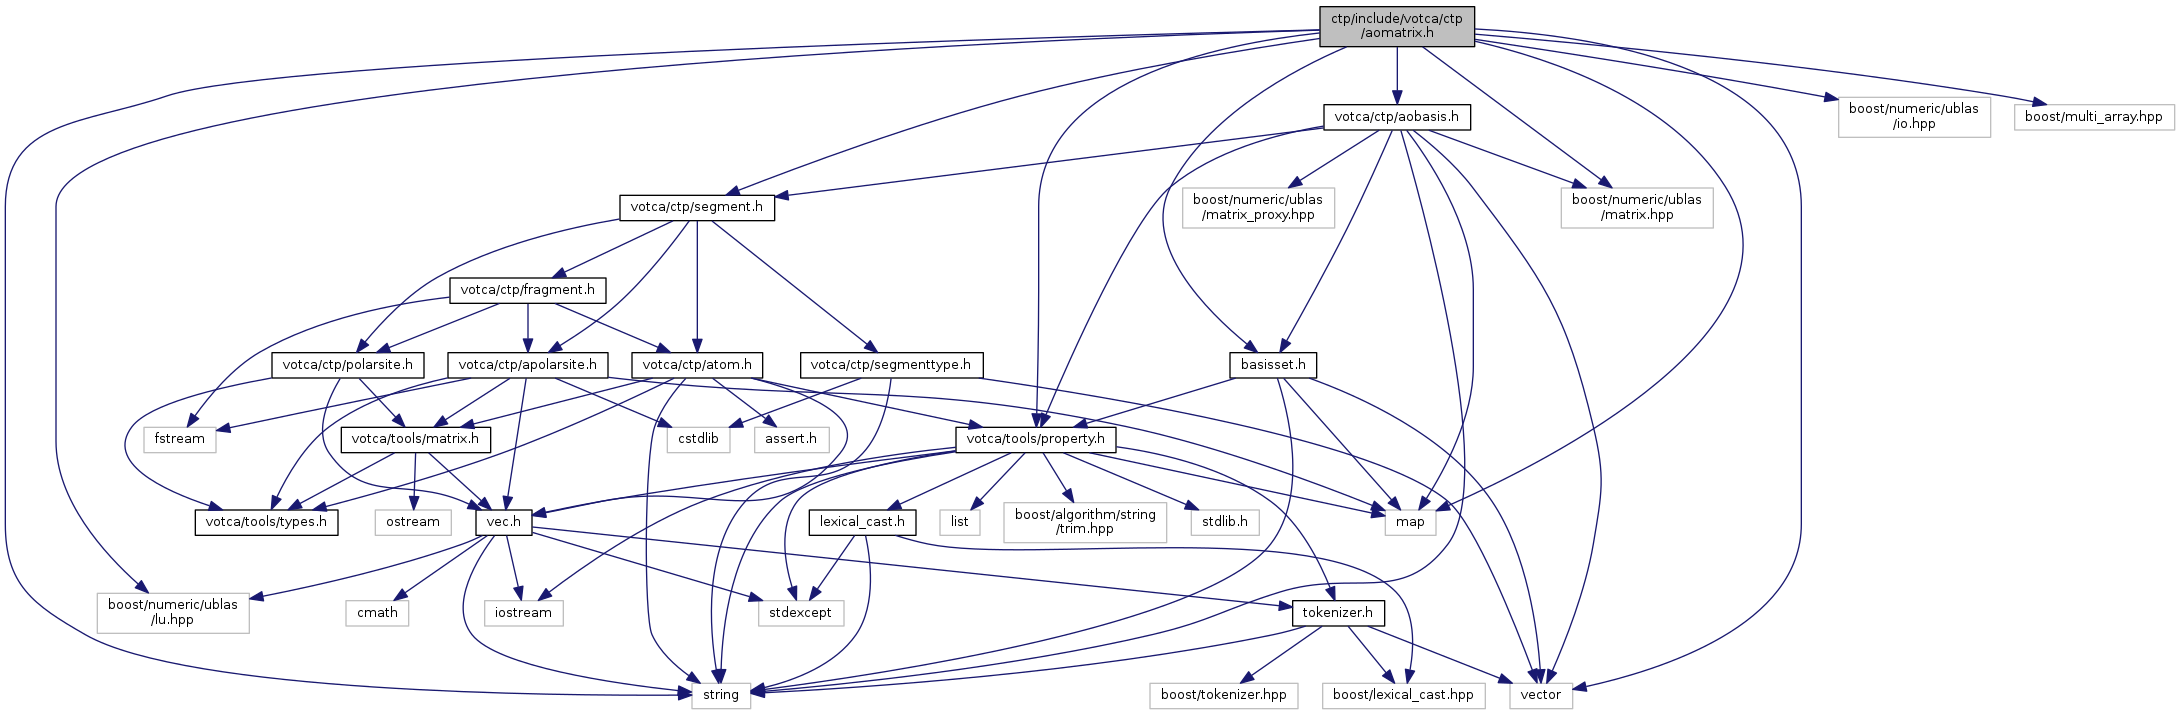 ctp/include/votca/ctp
/aomatrix.h
boost/numeric/ublas
/io.hpp
boost/multi_array.hpp
votca/ctp/aobasis.h
votca/ctp/segment.h
boost/numeric/ublas
/matrix_proxy.hpp
boost/numeric/ublas
/matrix.hpp
votca/ctp/fragment.h
votca/ctp/polarsite.h
votca/ctp/apolarsite.h
votca/ctp/atom.h
votca/ctp/segmenttype.h
basisset.h
fstream
votca/tools/matrix.h
cstdlib
assert.h
votca/tools/property.h
votca/tools/types.h
ostream
vec.h
lexical_cast.h
list
boost/algorithm/string
/trim.hpp
stdlib.h
map
boost/numeric/ublas
/lu.hpp
cmath
iostream
stdexcept
tokenizer.h
string
boost/tokenizer.hpp
boost/lexical_cast.hpp
vector